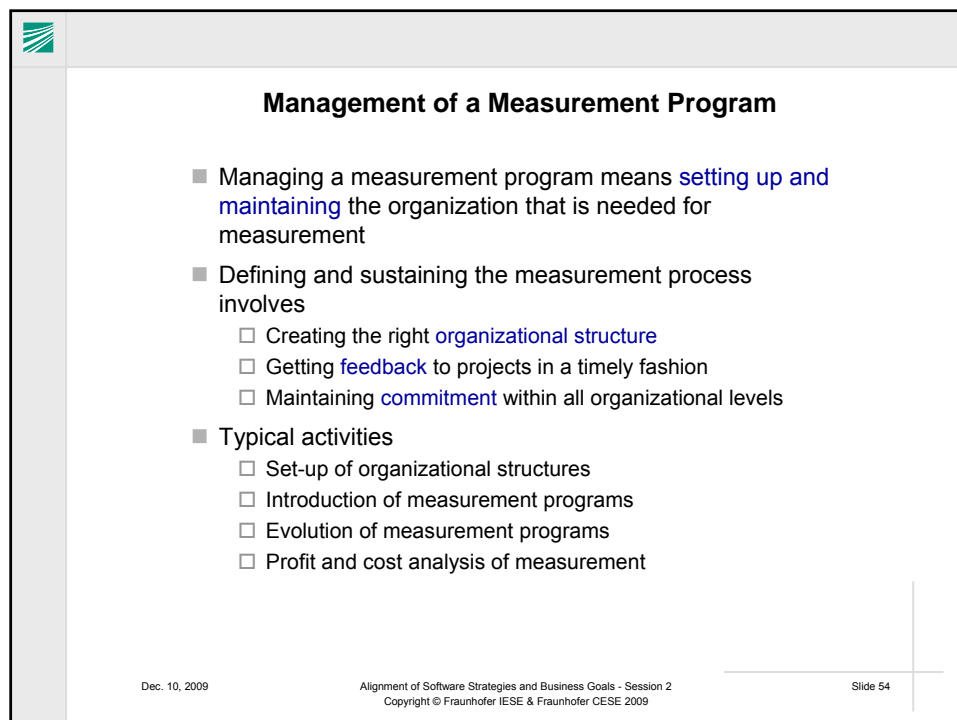 Management of a Measurement Program
Managing a measurement program means setting up and
maintaining the organization that is needed for
measurement
Defining and sustaining the measurement process
involves
Creating the right organizational structure
Getting feedback to projects in a timely fashion
Maintaining commitment within all organizational levels
Typical activities
Set-up of organizational structures
Introduction of measurement programs
Evolution of measurement programs
Profit and cost analysis of measurement
Dec. 10, 2009
Alignment of Software Strategies and Business Goals - Session 2
Copyright © Fraunhofer IESE & Fraunhofer CESE 2009
Slide 54